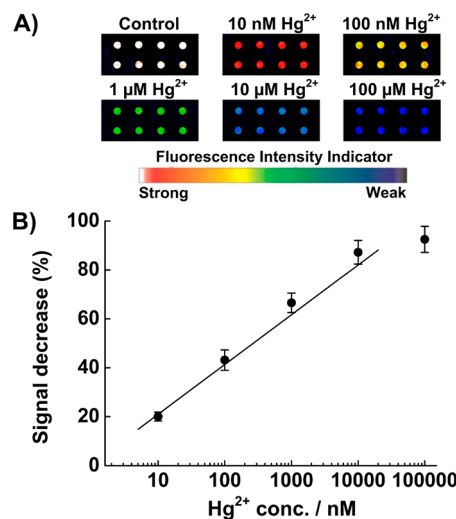 A)
Control 10 nM Hg²⁺ 100 nM Hg²⁺
1 µM Hg²⁺ 10 µM Hg²⁺ 100 µM Hg²⁺
Fluorescence Intensity Indicator
Strong Weak
B)
Signal decrease (%)
100
80
60
40
20
0
10 100 1000 10000 100000
Hg²⁺ conc. / nM